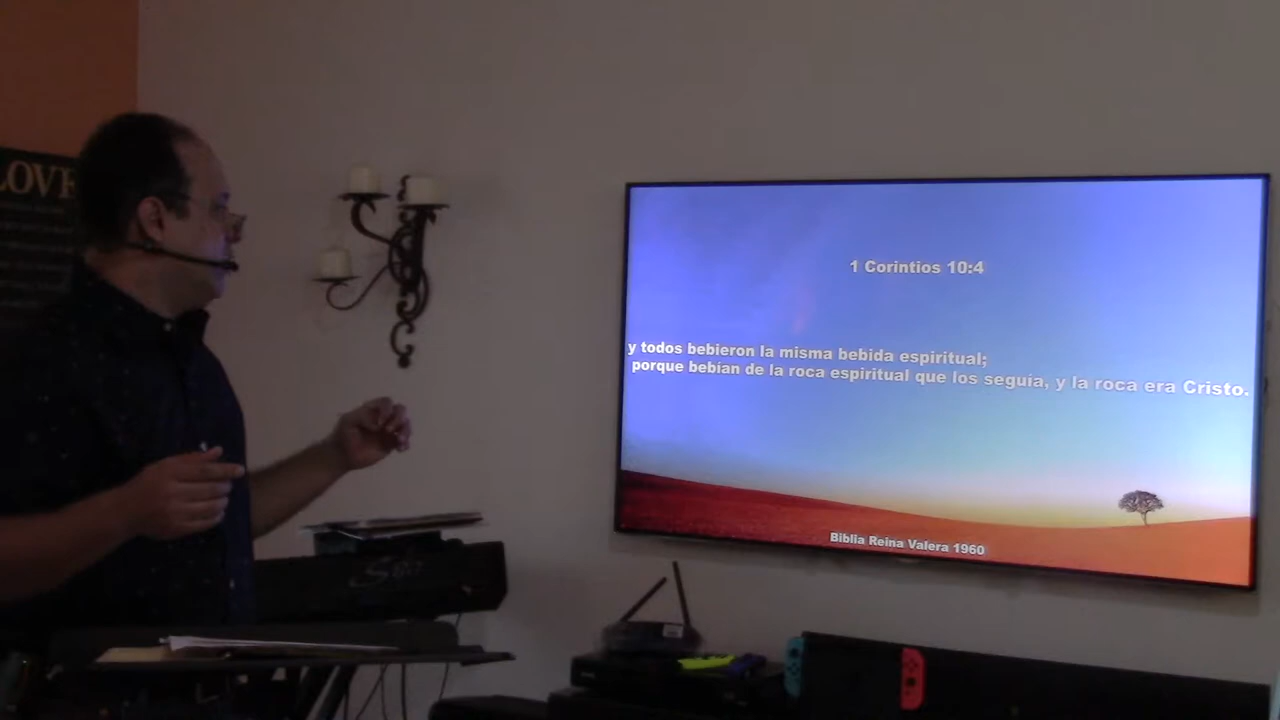 LOVE
1 Corintios 10:4
y todos bebieron la misma bebida espiritual;
porque bebían de la roca espiritual que los seguía, y la roca era Cristo.
Biblia Reina Valera 1960